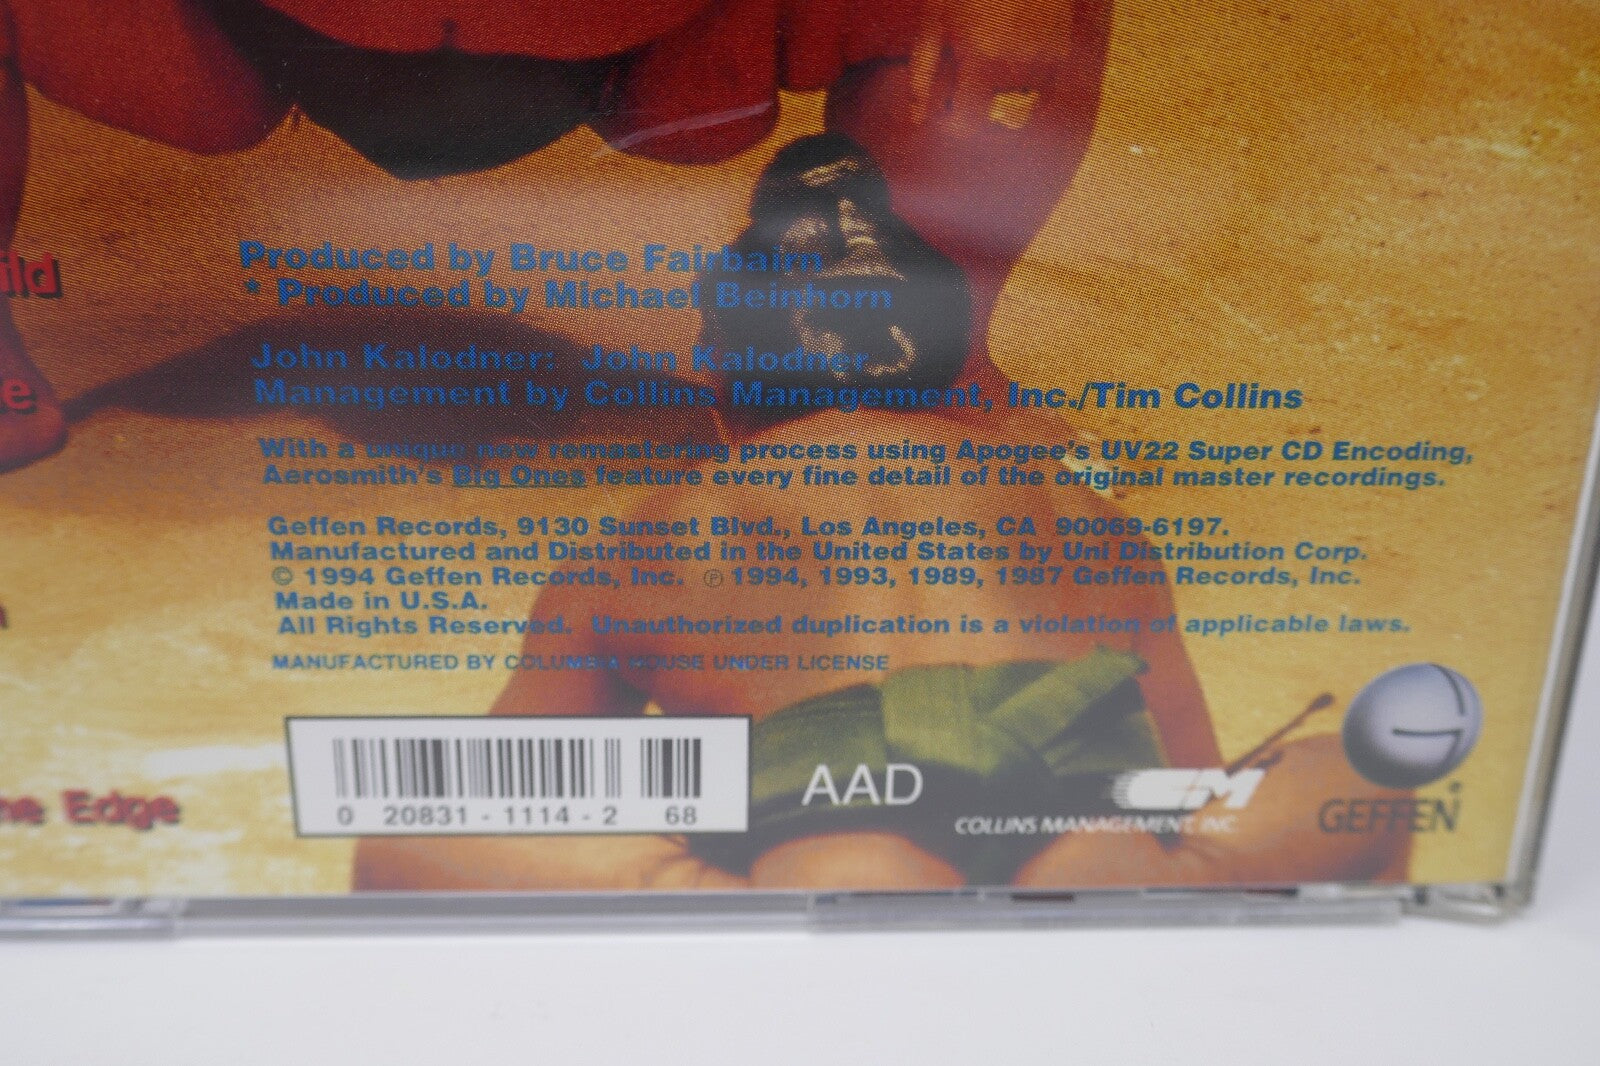 Produced by Bruce Fairbairn
* Produced by Michael Beinhorn
ild
John Kalodner: John Kalodner
e
Management by Collins Management, Inc./Tim Collins
With a unique new remastering process using Apogee's UV22 Super CD Encoding,
Aerosmith's Big Ones feature every fine detail of the original master recordings.
Geffen Records, 9130 Sunset Blvd., Los Angeles, CA 90069-6197.
Manufactured and Distributed in the United States by Uni Distribution Corp.
© 1994 Geffen Records, Inc. ℗ 1994, 1993, 1989, 1987 Geffen Records, Inc.
Made in U.S.A.
All Rights Reserved. Unauthorized duplication is a violation of applicable laws.
MANUFACTURED BY COLUMBIA HOUSE UNDER LICENSE
he Edge
0 20831 - 1114 - 2 68
AAD
CM
COLLINS MANAGEMENT, INC
G
GEFFEN